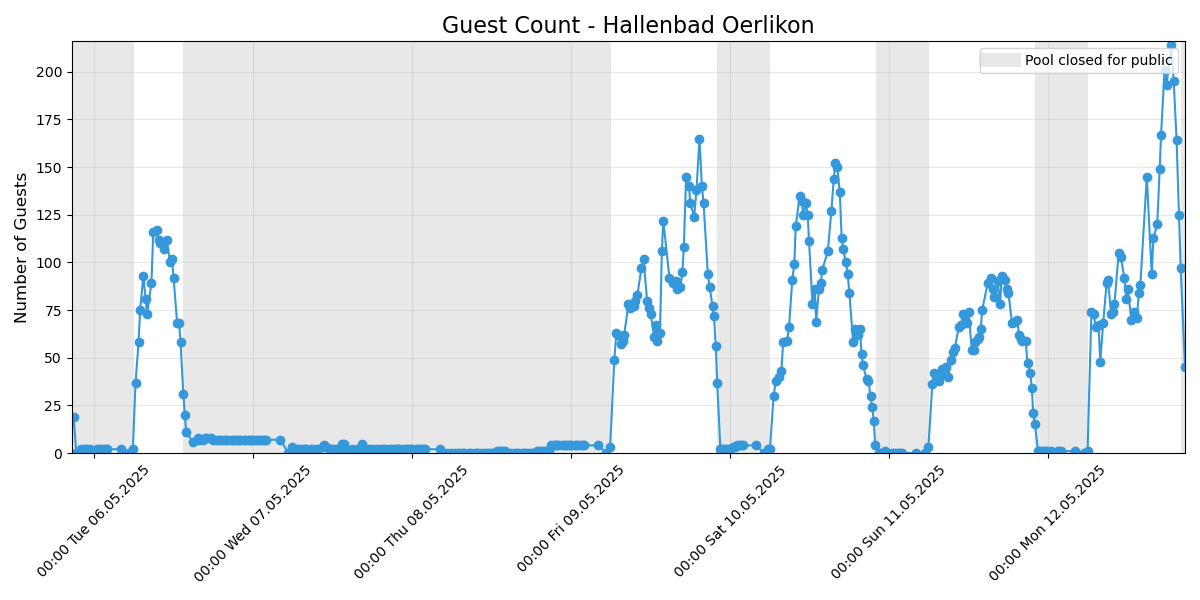 Guest Count - Hallenbad Oerlikon
Pool closed for public
Number of Guests
200
175
150
125
100
75
50
25
0
00:00 Tue 06.05.2025
00:00 Wed 07.05.2025
00:00 Thu 08.05.2025
00:00 Fri 09.05.2025
00:00 Sat 10.05.2025
00:00 Sun 11.05.2025
00:00 Mon 12.05.2025